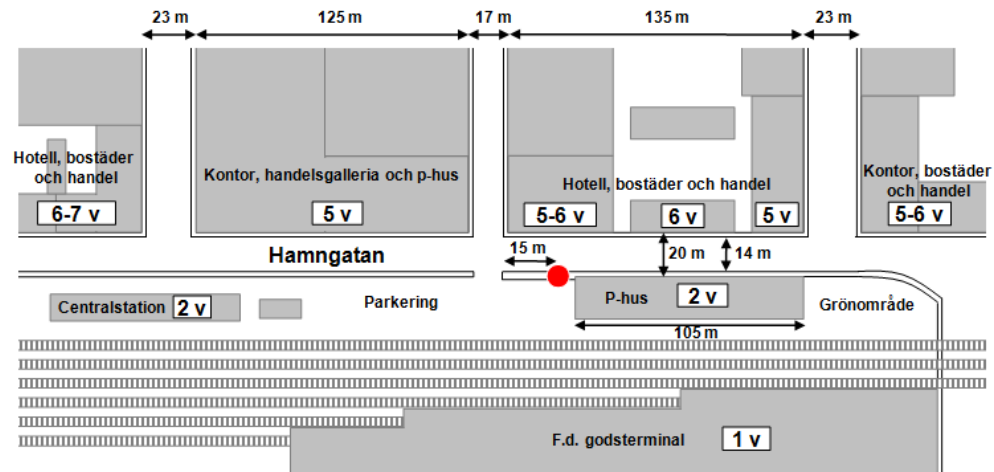 23 m
125 m
17 m
135 m
23 m
Hotell, bostäder
och handel
6-7 v
Kontor, handelsgalleria och p-hus
5 v
Hotell, bostäder och handel
5-6 v
6 v
5 v
Kontor, bostäder
och handel
5-6 v
Hamngatan
15 m
20 m
14 m
Centralstation
2 v
Parkering
P-hus
2 v
Grönområde
105 m
F.d. godsterminal
1 v